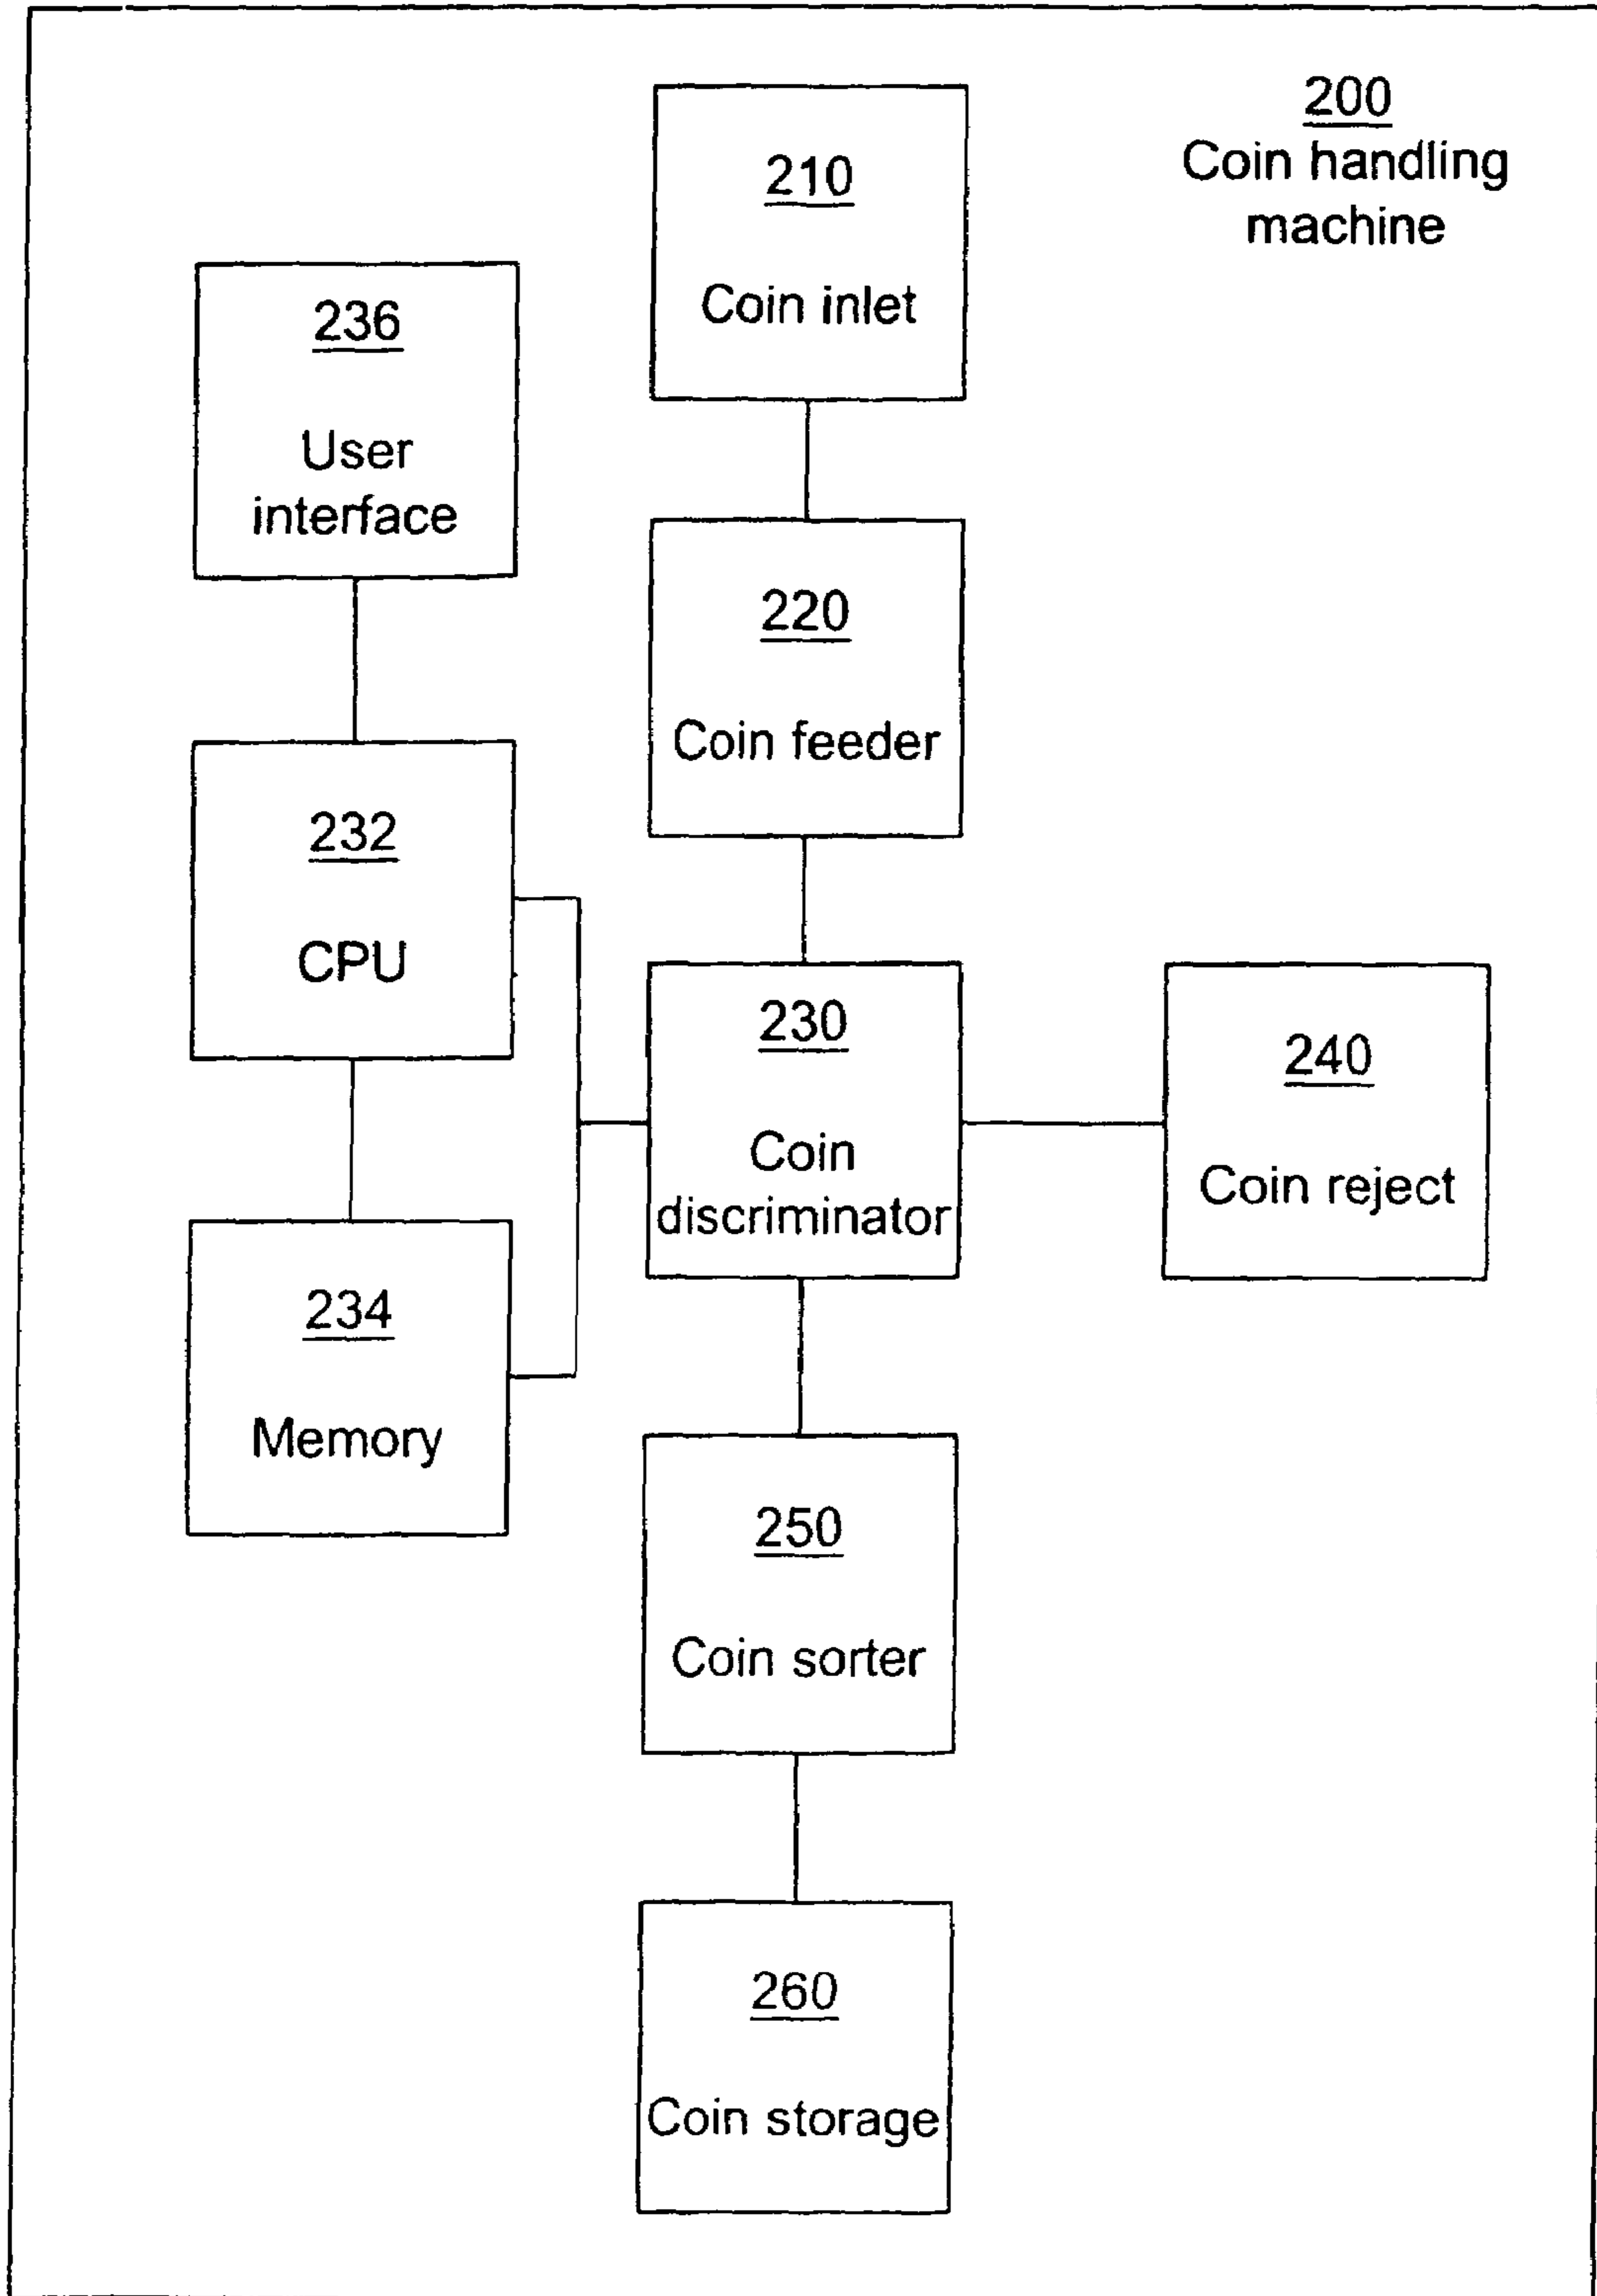 200
Coin handling
machine
210
Coin inlet
236
User
interface
220
Coin feeder
232
CPU
230
Coin
discriminator
240
Coin reject
234
Memory
250
Coin sorter
260
Coin storage